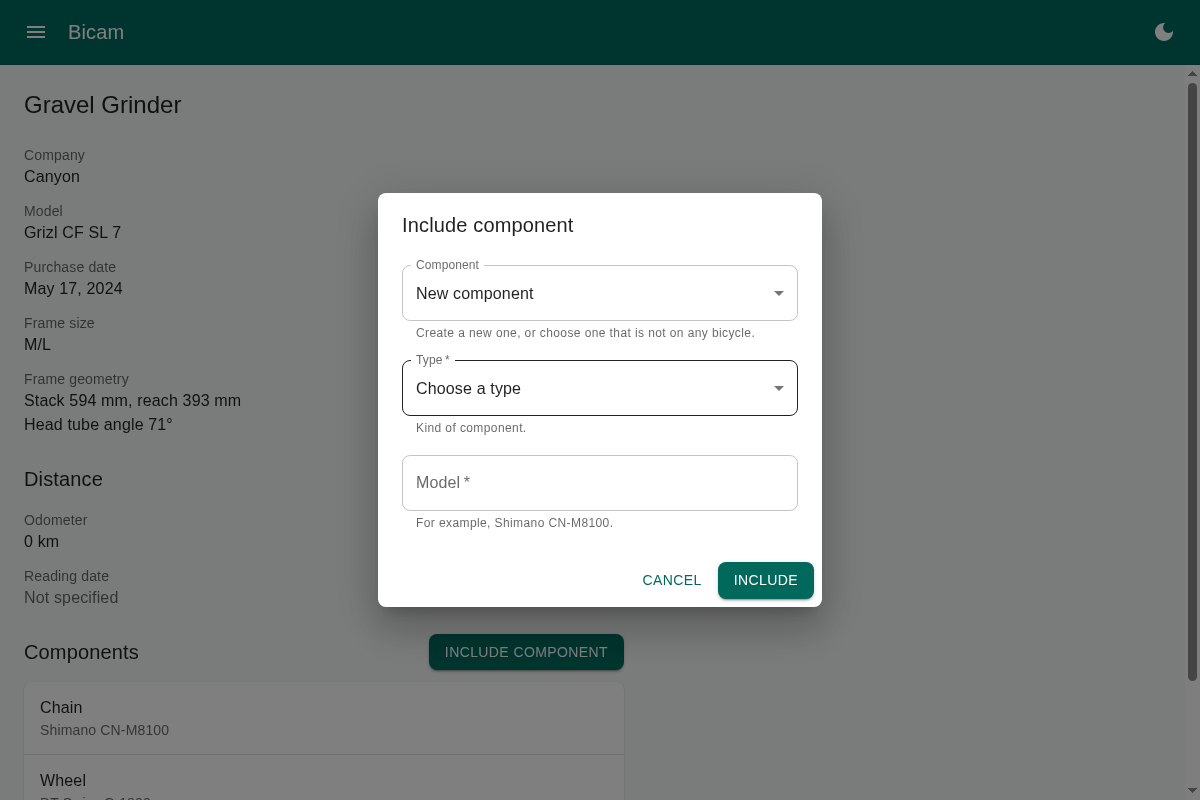 Bicam
Gravel Grinder
Company
Canyon
Model
Grizl CF SL 7
Purchase date
May 17, 2024
Frame size
M/L
Frame geometry
Stack 594 mm, reach 393 mm
Head tube angle 71°
Distance
Odometer
0 km
Reading date
Not specified
Components
INCLUDE COMPONENT
Chain
Shimano CN-M8100
Wheel
Include component
Component
New component
Create a new one, or choose one that is not on any bicycle.
Type *
Choose a type
Kind of component.
Model *
For example, Shimano CN-M8100.
CANCEL
INCLUDE